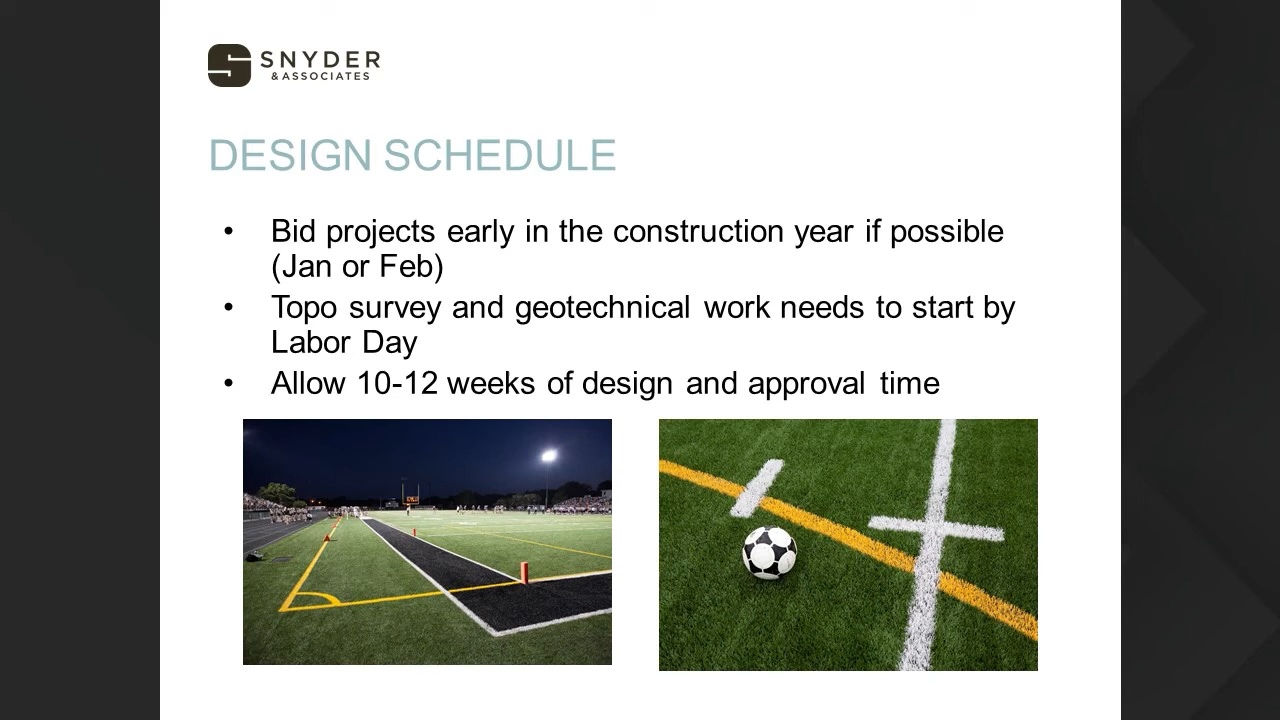 SNYDER
& ASSOCIATES
DESIGN SCHEDULE
• Bid projects early in the construction year if possible
(Jan or Feb)
• Topo survey and geotechnical work needs to start by
Labor Day
• Allow 10-12 weeks of design and approval time